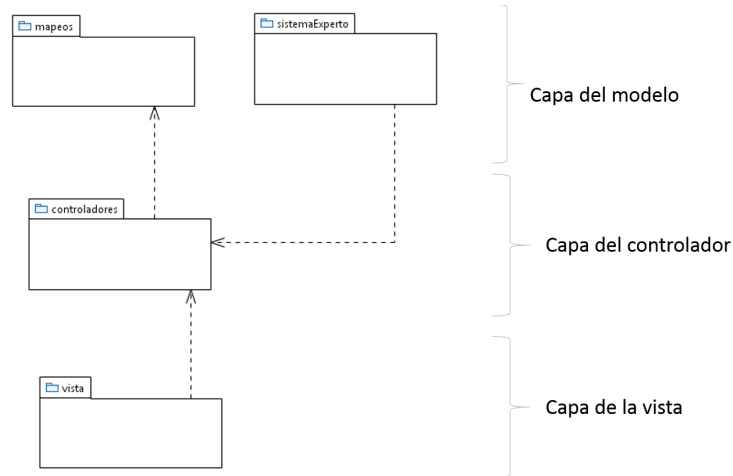 mapeos
sistemaExperto
Capa del modelo
controladores
Capa del controlador
vista
Capa de la vista